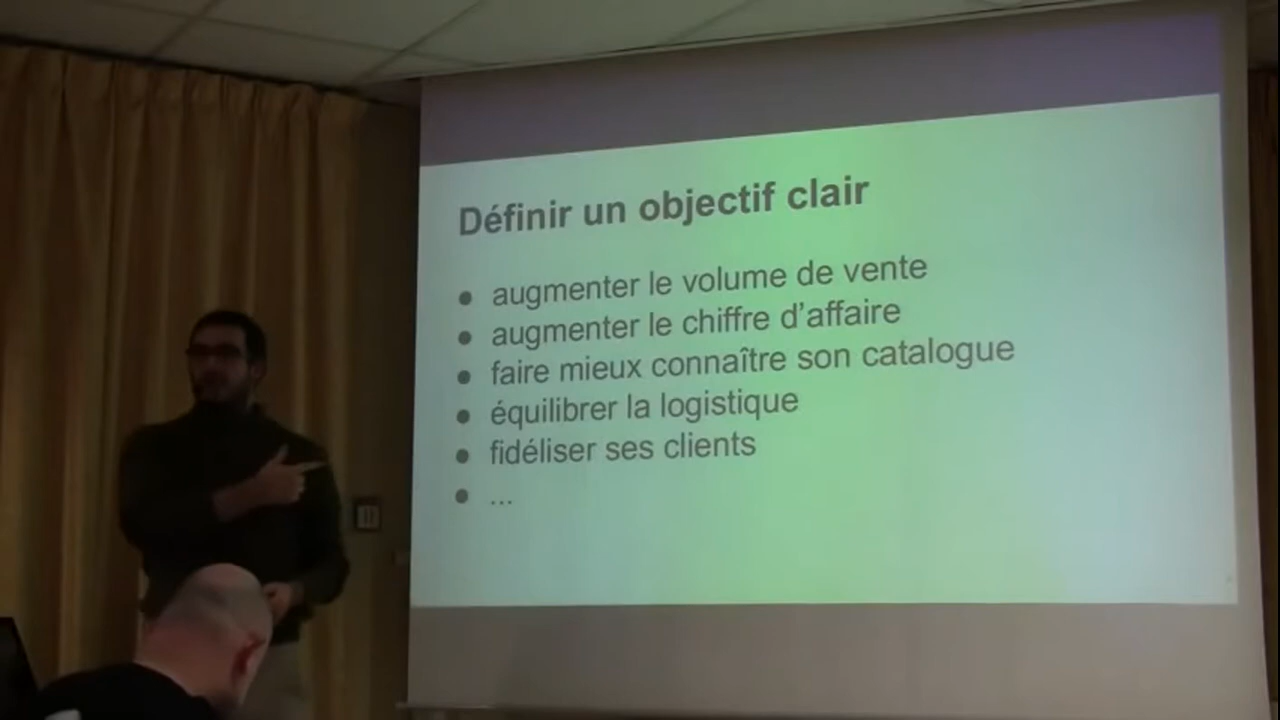 Définir un objectif clair
● augmenter le volume de vente
● augmenter le chiffre d’affaire
● faire mieux connaître son catalogue
● équilibrer la logistique
● fidéliser ses clients
● ...